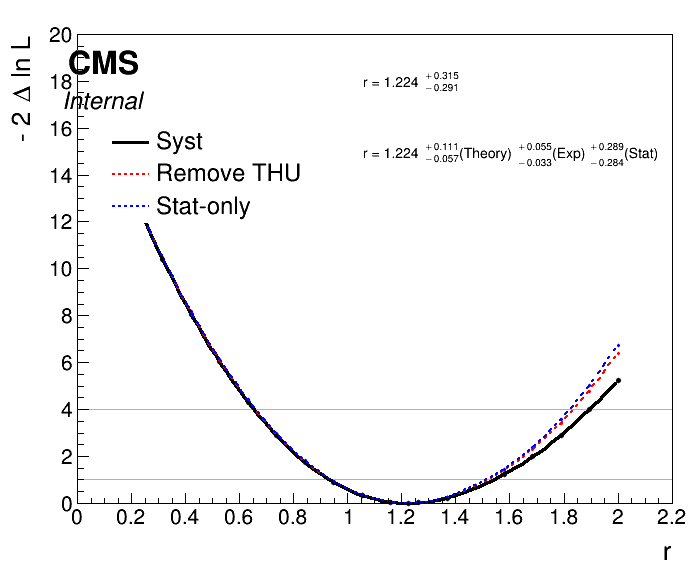 - 2 Δ ln L
20
18
16
14
12
10
8
6
4
2
0
CMS
Internal
Syst
Remove THU
Stat-only
r = 1.224 +0.315 −0.291
r = 1.224 +0.111 −0.057(Theory) +0.055 −0.033(Exp) +0.289 −0.284(Stat)
0 0.2 0.4 0.6 0.8 1 1.2 1.4 1.6 1.8 2 2.2
r